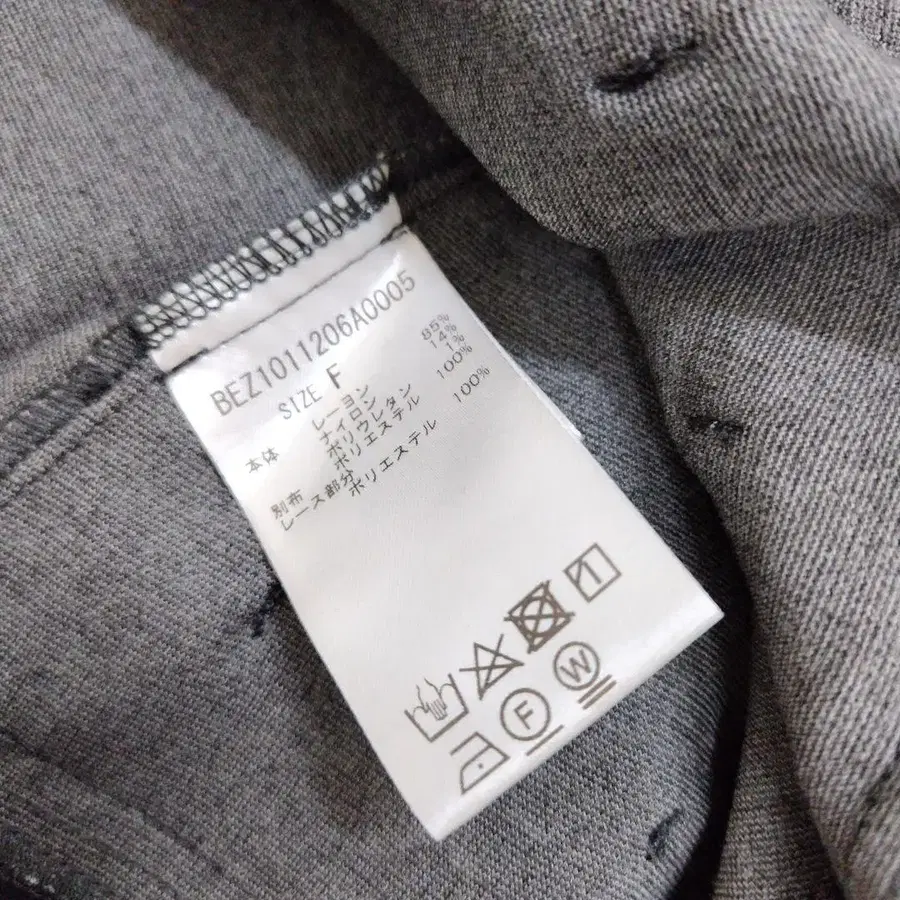 BEZ1011206A0005
SIZE F
本体 レーヨン 85%
ナイロン 14%
ポリウレタン 1%
別布 ポリエステル 100%
レース部分 ポリエステル 100%
F W